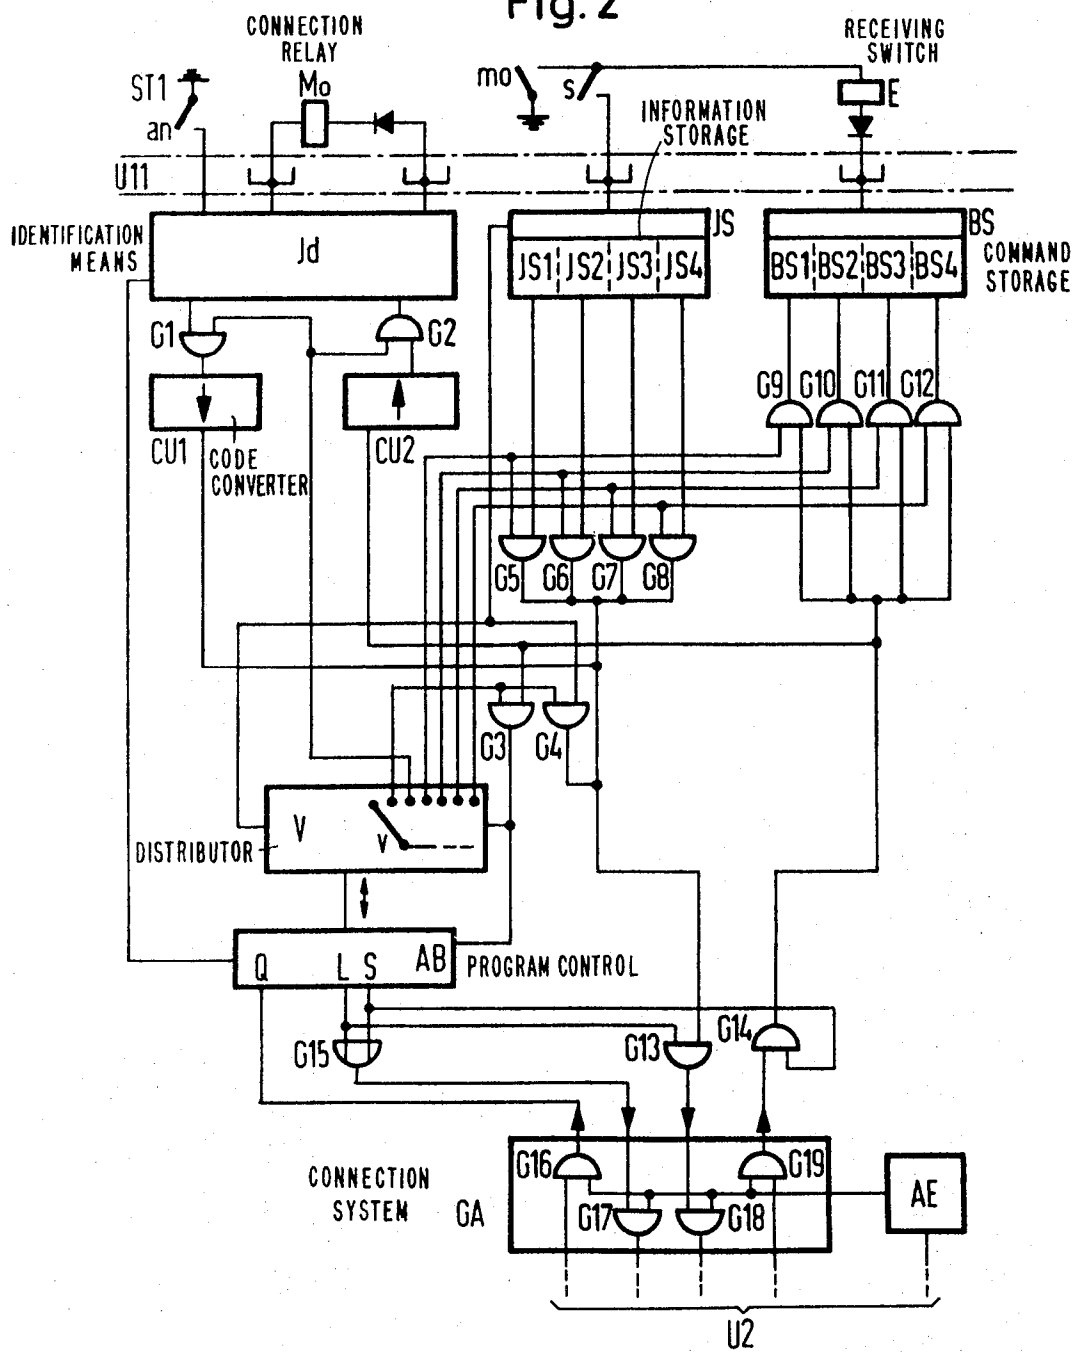 Fig. 2
CONNECTION
RELAY
RECEIVING
SWITCH
ST1
Mo
mo
s
E
an
INFORMATION
STORAGE
U11
IDENTIFICATION
MEANS
Jd
JS
BS
JS1 JS2 JS3 JS4
BS1 BS2 BS3 BS4
COMMAND
STORAGE
G1
G2
G9 G10 G11 G12
CU1
CODE
CONVERTER
CU2
G5 G6 G7 G8
G3 G4
V
v
DISTRIBUTOR
Q L S AB
PROGRAM CONTROL
G15
G13
G14
G16
G19
CONNECTION
SYSTEM
GA
G17
G18
AE
U2